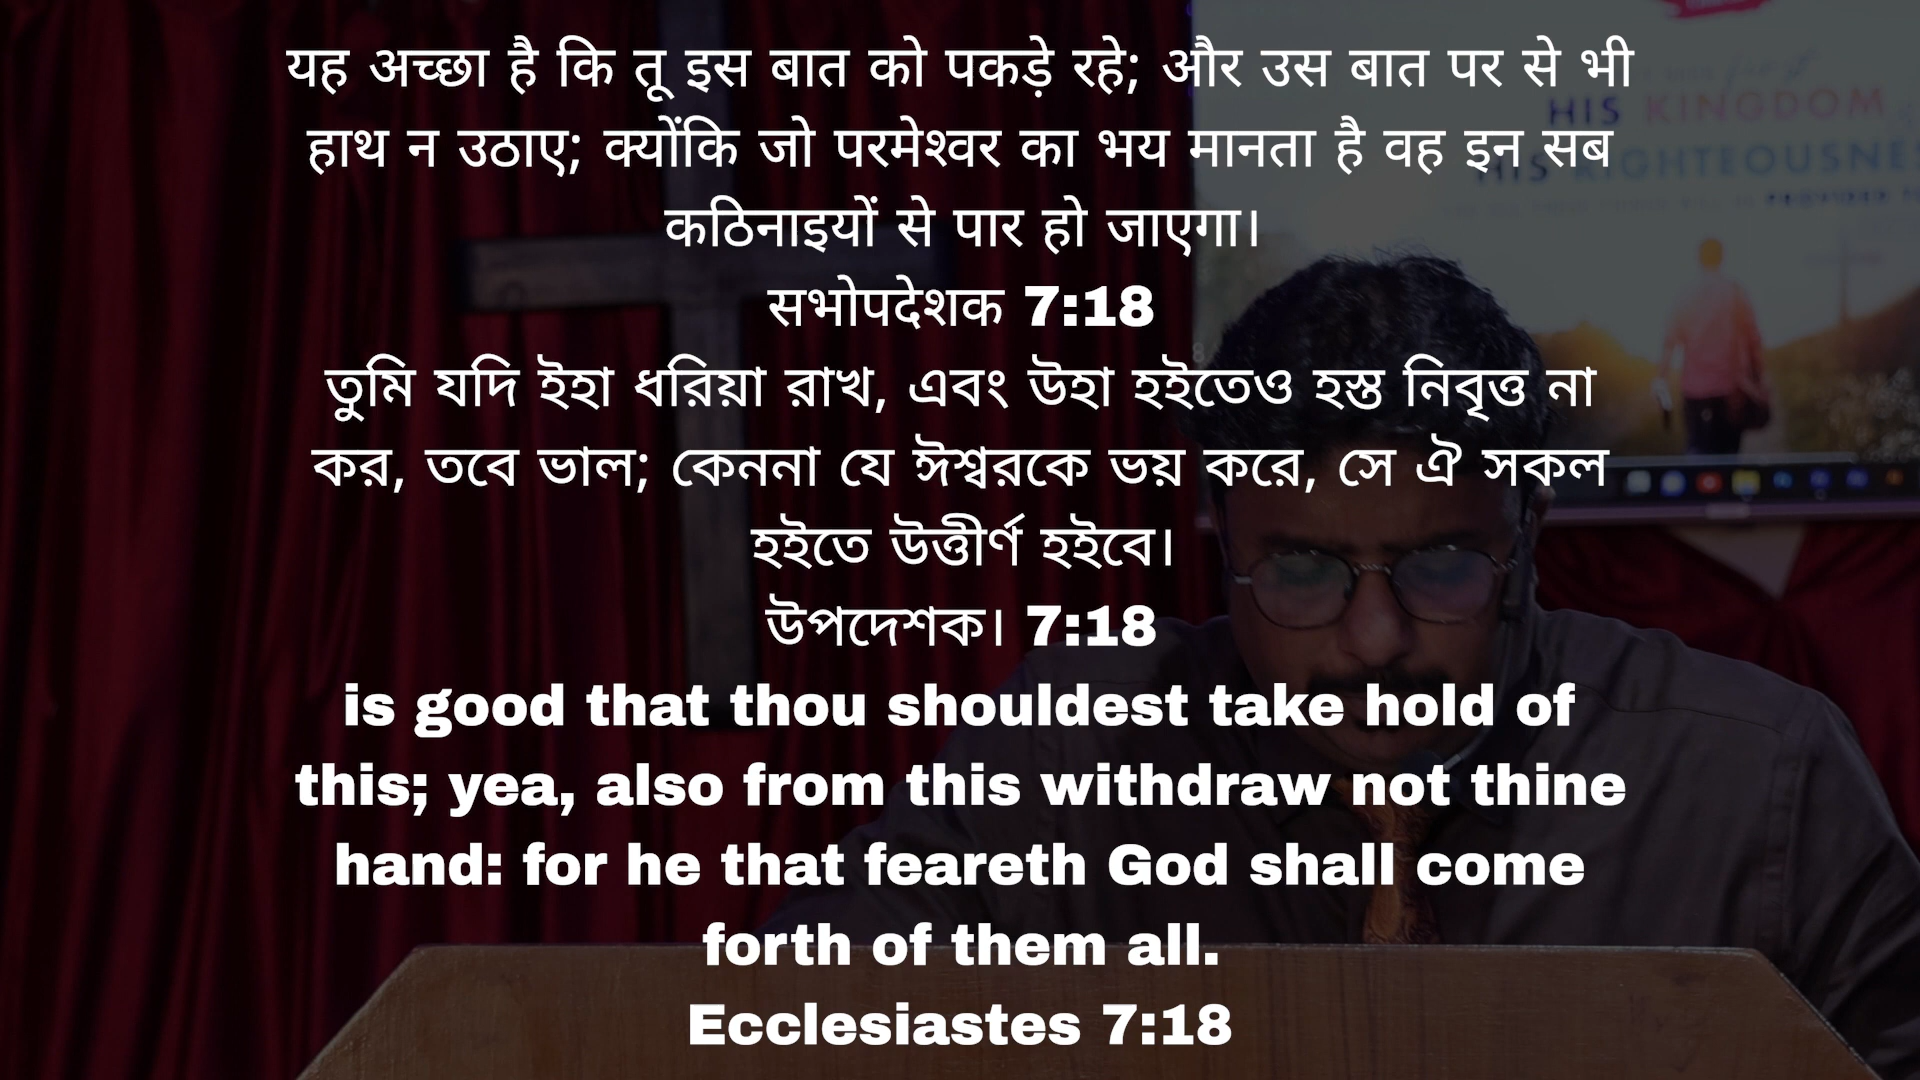 यह अच्छा है कि तू इस बात को पकड़े रहे; और उस बात पर से भी
हाथ न उठाए; क्योंकि जो परमेश्वर का भय मानता है वह इन सब
कठिनाइयों से पार हो जाएगा।
सभोपदेशक 7:18
তুমি যদি ইহা ধরিয়া রাখ, এবং উহা হইতেও হস্ত নিবৃত্ত না
কর, তবে ভাল; কেননা যে ঈশ্বরকে ভয় করে, সে ঐ সকল
হইতে উত্তীর্ণ হইবে।
উপদেশক। 7:18
is good that thou shouldest take hold of
this; yea, also from this withdraw not thine
hand: for he that feareth God shall come
forth of them all.
Ecclesiastes 7:18
HIS KINGDOM
HIS RIGHTEOUSNE